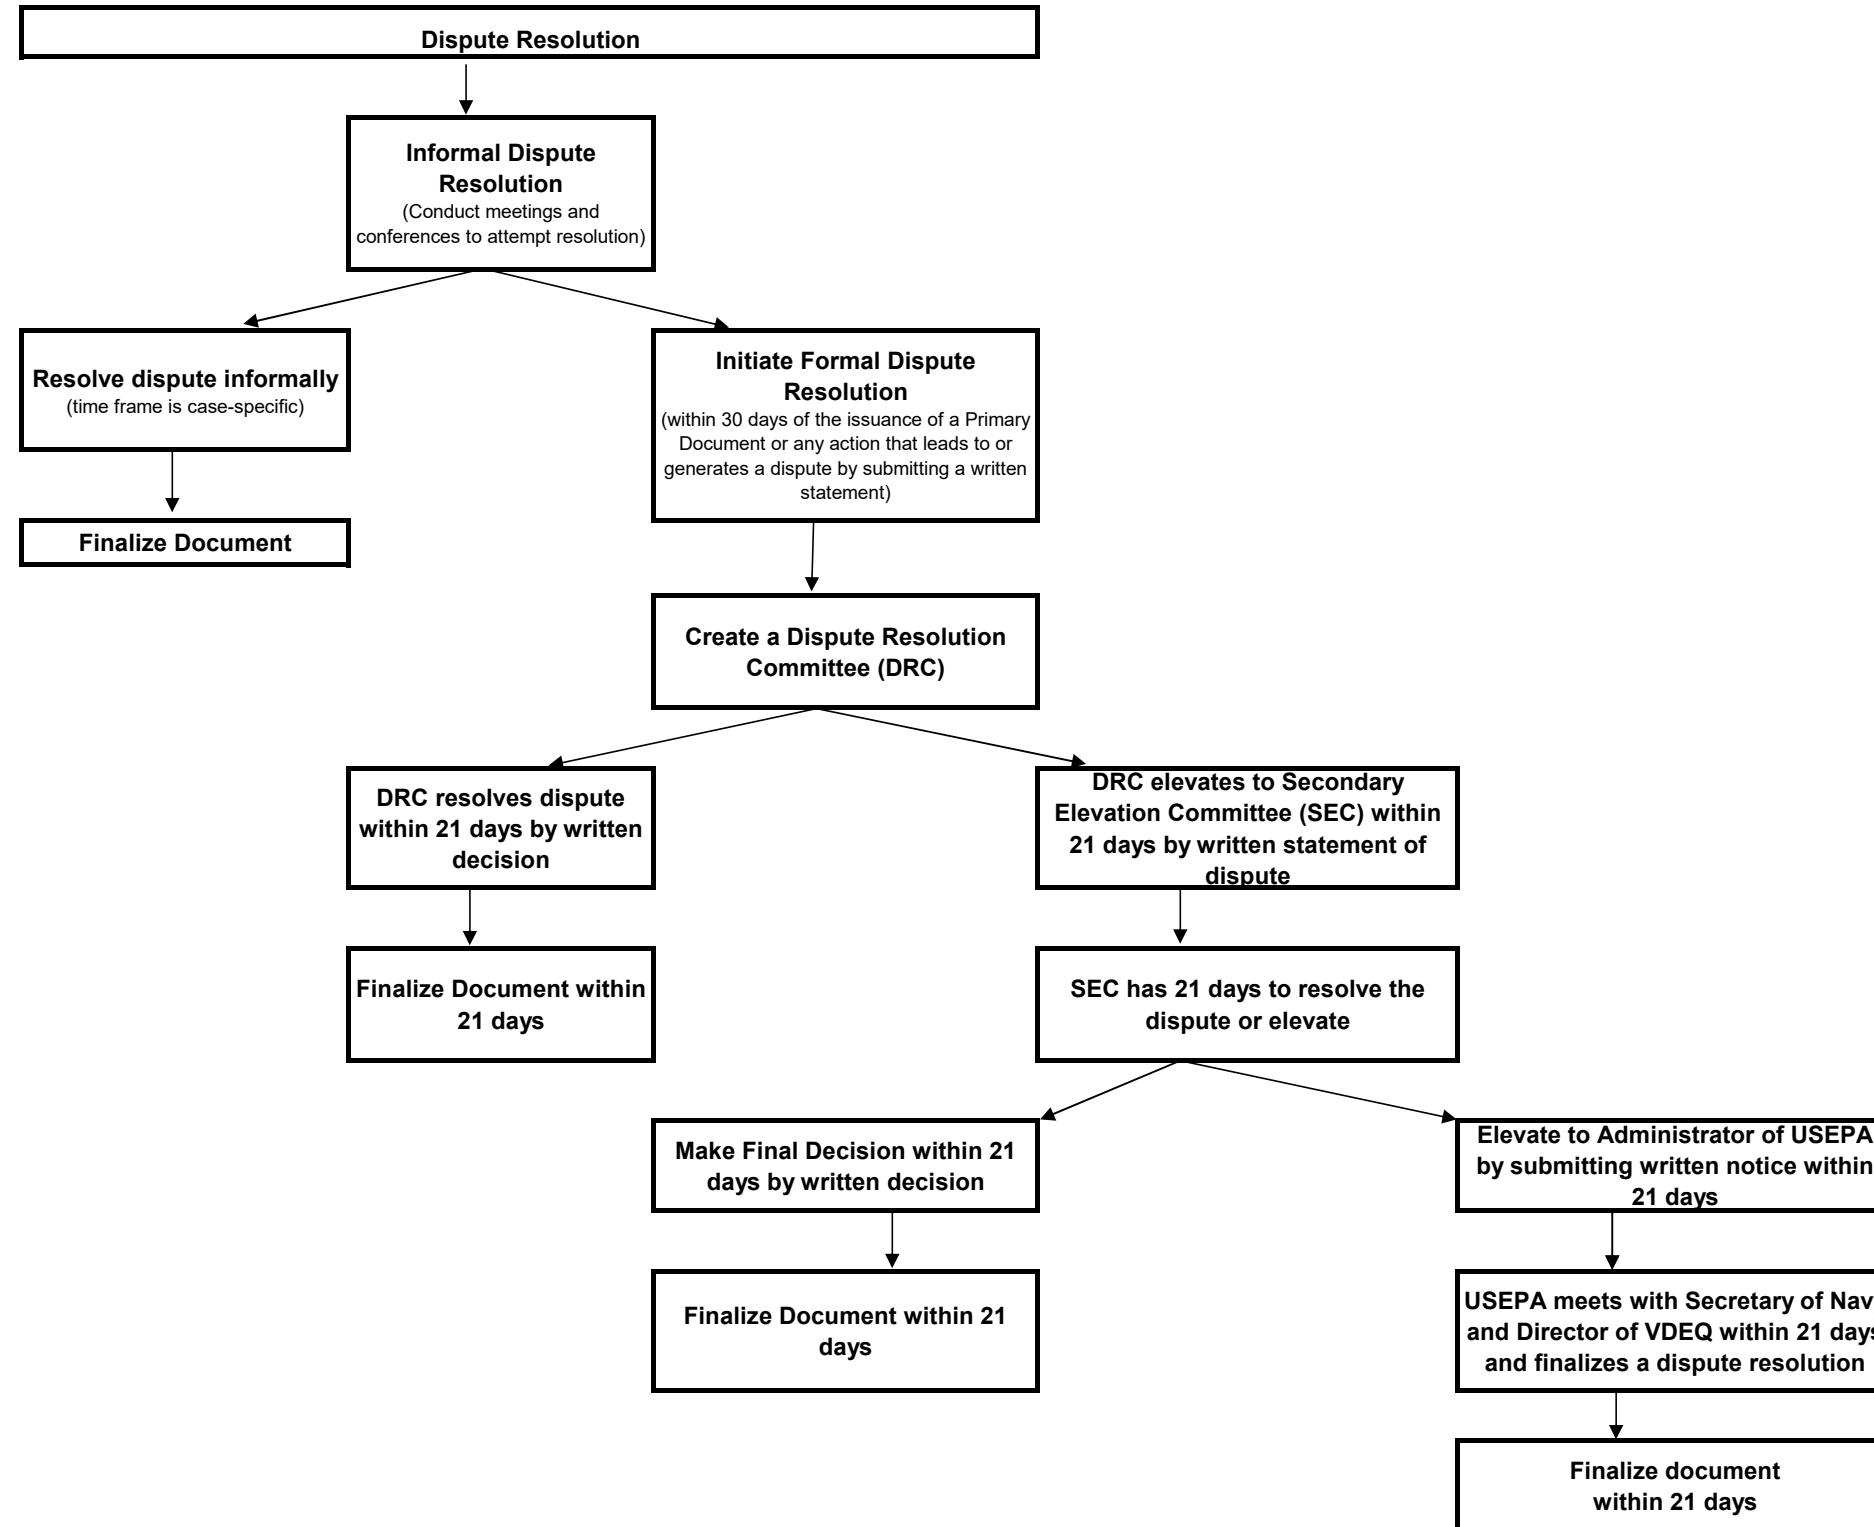 Dispute Resolution
Informal Dispute
Resolution
(Conduct meetings and
conferences to attempt resolution)
Resolve dispute informally
(time frame is case-specific)
Initiate Formal Dispute
Resolution
(within 30 days of the issuance of a Primary
Document or any action that leads to or
generates a dispute by submitting a written
statement)
Finalize Document
Create a Dispute Resolution
Committee (DRC)
DRC resolves dispute
within 21 days by written
decision
DRC elevates to Secondary
Elevation Committee (SEC) within
21 days by written statement of
dispute
Finalize Document within
21 days
SEC has 21 days to resolve the
dispute or elevate
Make Final Decision within 21
days by written decision
Elevate to Administrator of USEPA
by submitting written notice within
21 days
Finalize Document within 21
days
USEPA meets with Secretary of Nav
and Director of VDEQ within 21 days
and finalizes a dispute resolution
Finalize document
within 21 days